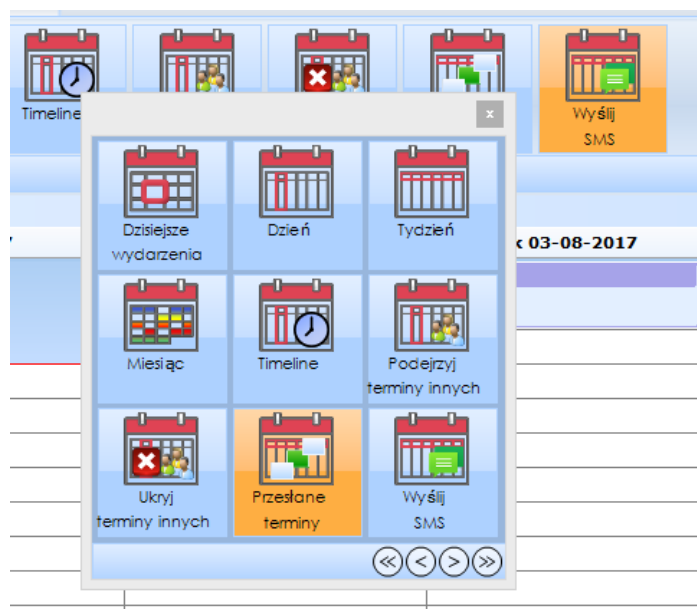 Timeline
Wyślij
SMS
x
Dzisiejsze
wydarzenia
Dzień
Tydzień
03-08-2017
Miesiąc
Timeline
Podejrzyj
terminy innych
Ukryj
terminy innych
Przesłane
terminy
Wyślij
SMS